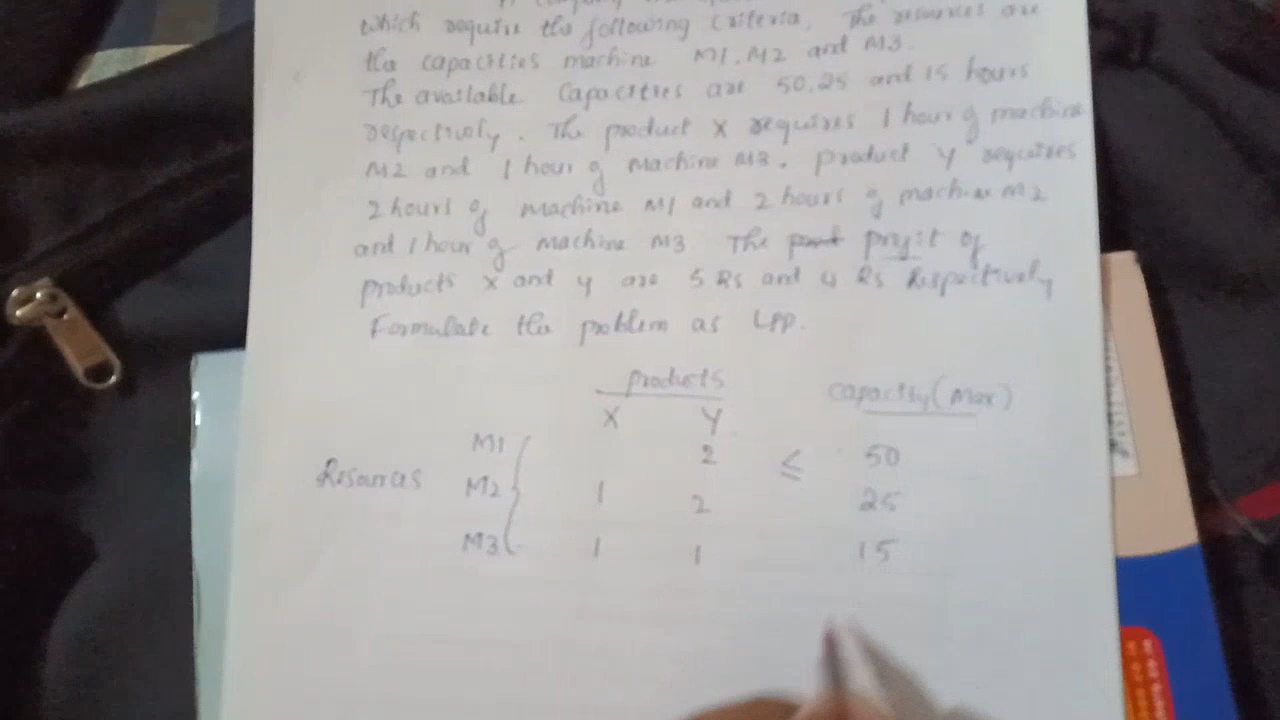 which require the following criteria. The resources are
the capacities machine M1, M2 and M3.
The available capacities are 50, 25 and 15 hours
respectively. The product X requires 1 hour of machine
M2 and 1 hour of machine M3. product Y requires
2 hours of machine M1 and 2 hours of machine M2
and 1 hour of machine M3 The profit of
products X and Y are 5 Rs and 4 Rs Respectively
Formulate the problem as LPP.
products capacity (Max)
X Y
M1 2 ≤ 50
Resources M2 1 2 25
M3 1 1 15